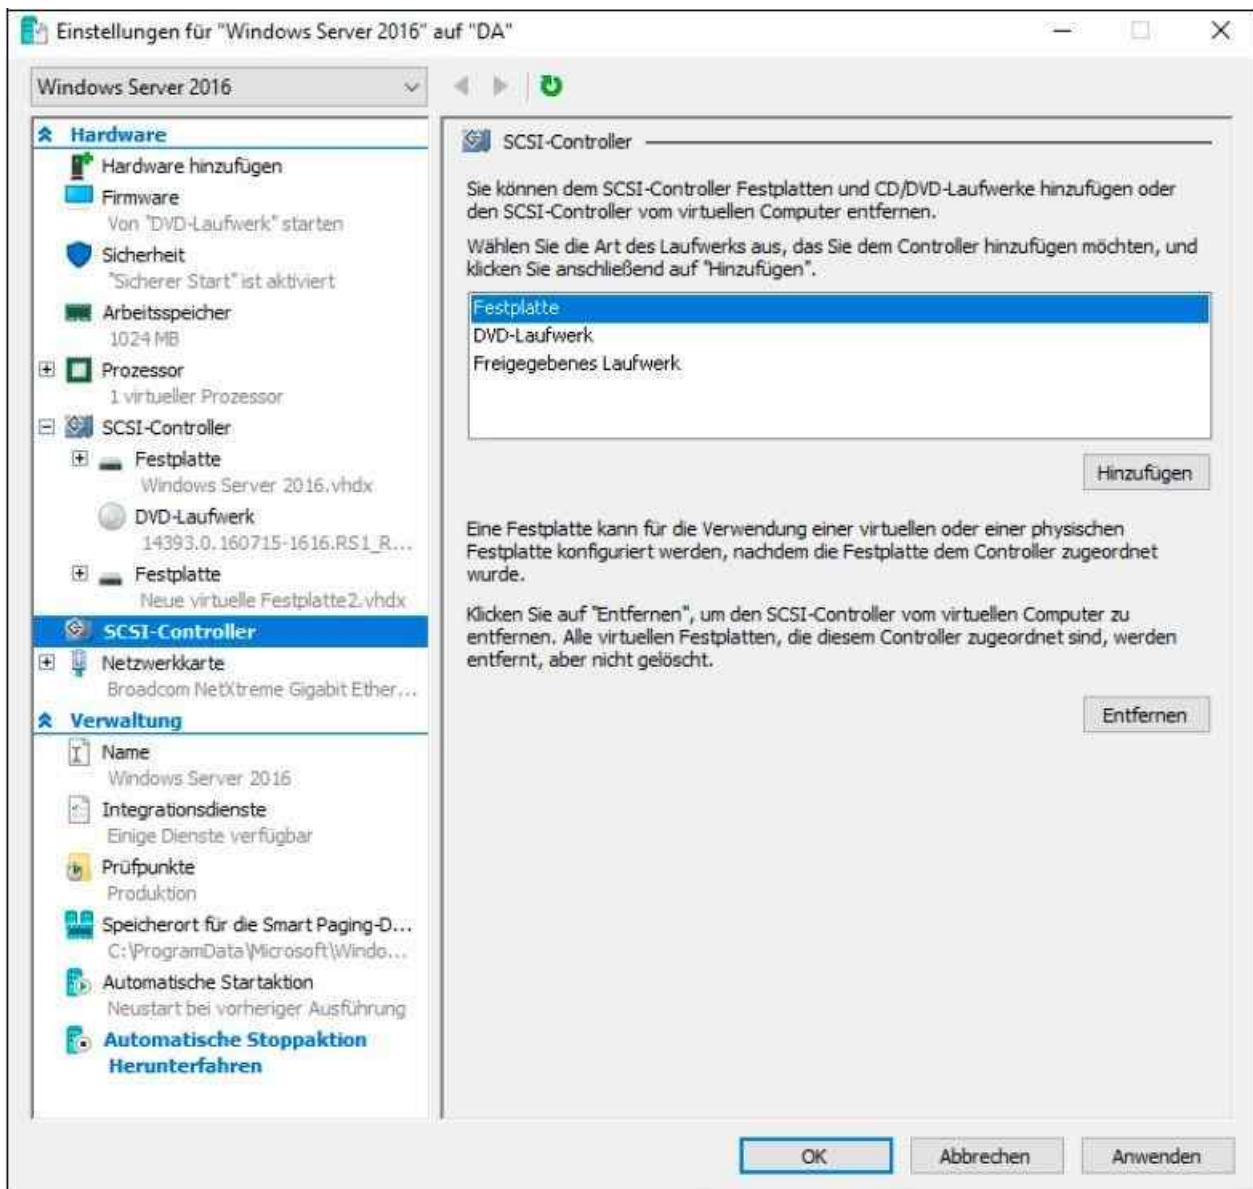 Einstellungen für "Windows Server 2016" auf "DA"
Windows Server 2016
Hardware
Hardware hinzufügen
Firmware
Von "DVD-Laufwerk" starten
Sicherheit
"Sicherer Start" ist aktiviert
Arbeitsspeicher
1024 MB
Prozessor
1 virtueller Prozessor
SCSI-Controller
Festplatte
Windows Server 2016.vhdx
DVD-Laufwerk
14393.0.160715-1616.RS1_R...
Festplatte
Neue virtuelle Festplatte2.vhdx
SCSI-Controller
Netzwerkkarte
Broadcom NetXtreme Gigabit Ether...
Verwaltung
Name
Windows Server 2016
Integrationsdienste
Einige Dienste verfügbar
Prüfpunkte
Produktion
Speicherort für die Smart Paging-D...
C:\ProgramData\Microsoft\Windo...
Automatische Startaktion
Neustart bei vorheriger Ausführung
Automatische Stoppaktion
Herunterfahren
SCSI-Controller
Sie können dem SCSI-Controller Festplatten und CD/DVD-Laufwerke hinzufügen oder
den SCSI-Controller vom virtuellen Computer entfernen.
Wählen Sie die Art des Laufwerks aus, das Sie dem Controller hinzufügen möchten, und
klicken Sie anschließend auf "Hinzufügen".
Festplatte
DVD-Laufwerk
Freigegebenes Laufwerk
Hinzufügen
Eine Festplatte kann für die Verwendung einer virtuellen oder einer physischen
Festplatte konfiguriert werden, nachdem die Festplatte dem Controller zugeordnet
wurde.
Klicken Sie auf "Entfernen", um den SCSI-Controller vom virtuellen Computer zu
entfernen. Alle virtuellen Festplatten, die diesem Controller zugeordnet sind, werden
entfernt, aber nicht gelöscht.
Entfernen
OK
Abbrechen
Anwenden